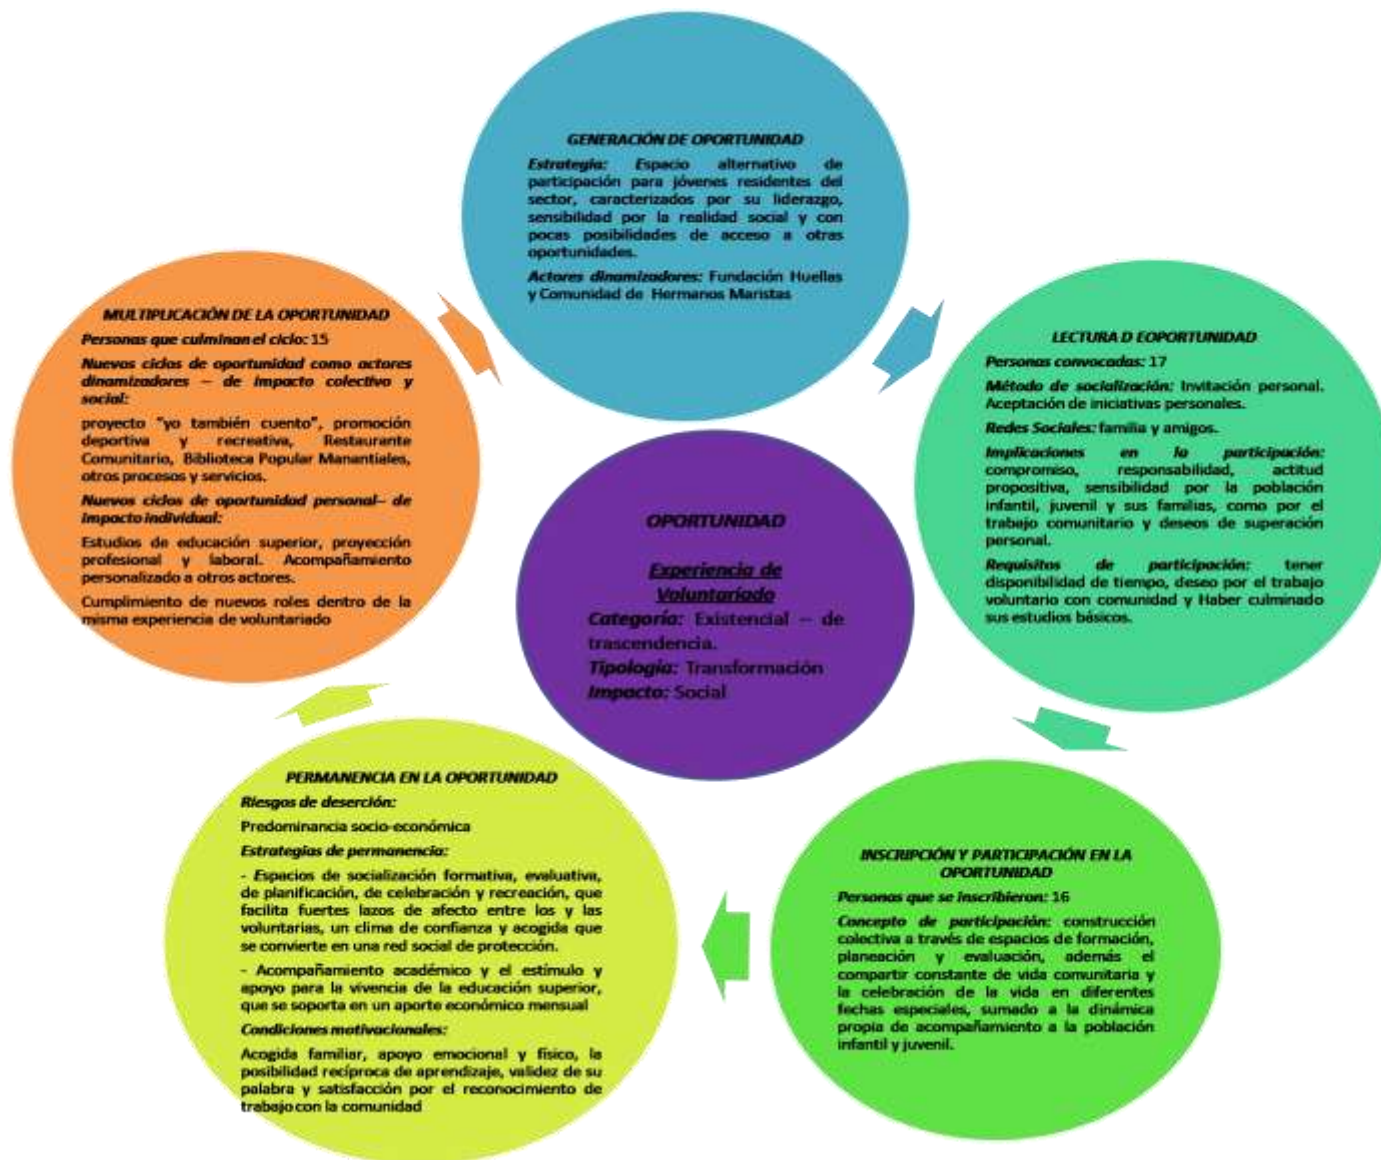 GENERACIÓN DE OPORTUNIDAD
Estrategia: Espacio alternativo de
participación para jóvenes residentes del
sector, caracterizados por su liderazgo,
sensibilidad por la realidad social y con
pocas posibilidades de acceso a otras
oportunidades.
Actores dinamizadores: Fundación Huellas
y Comunidad de Hermanos Maristas
LECTURA D EOPORTUNIDAD
Personas convocadas: 17
Método de socialización: Invitación personal.
Aceptación de iniciativas personales.
Redes Sociales: familia y amigos.
Implicaciones en la participación:
compromiso, responsabilidad, actitud
propositiva, sensibilidad por la población
infantil, juvenil y sus familias, como por el
trabajo comunitario y deseos de superación
personal.
Requisitos de participación: tener
disponibilidad de tiempo, deseo por el trabajo
voluntario con comunidad y Haber culminado
sus estudios básicos.
INSCRIPCIÓN Y PARTICIPACIÓN EN LA
OPORTUNIDAD
Personas que se inscribieron: 16
Concepto de participación: construcción
colectiva a través de espacios de formación,
planeación y evaluación, además el
compartir constante de vida comunitaria y
la celebración de la vida en diferentes
fechas especiales, sumado a la dinámica
propia de acompañamiento a la población
infantil y juvenil.
PERMANENCIA EN LA OPORTUNIDAD
Riesgos de deserción:
Predominancia socio-económica
Estrategias de permanencia:
- Espacios de socialización formativa, evaluativa,
de planificación, de celebración y recreación, que
facilita fuertes lazos de afecto entre los y las
voluntarias, un clima de confianza y acogida que
se convierte en una red social de protección.
- Acompañamiento académico y el estímulo y
apoyo para la vivencia de la educación superior,
que se soporta en un aporte económico mensual
Condiciones motivacionales:
Acogida familiar, apoyo emocional y físico, la
posibilidad recíproca de aprendizaje, validez de su
palabra y satisfacción por el reconocimiento de
trabajo con la comunidad
MULTIPLICACIÓN DE LA OPORTUNIDAD
Personas que culminan el ciclo: 15
Nuevos ciclos de oportunidad como actores
dinamizadores – de impacto colectivo y
social:
proyecto "yo también cuento", promoción
deportiva y recreativa, Restaurante
Comunitario, Biblioteca Popular Manantiales,
otros procesos y servicios.
Nuevos ciclos de oportunidad personal– de
impacto individual:
Estudios de educación superior, proyección
profesional y laboral. Acompañamiento
personalizado a otros actores.
Cumplimiento de nuevos roles dentro de la
misma experiencia de voluntariado
OPORTUNIDAD
Experiencia de
Voluntariado
Categoría: Existencial – de
trascendencia.
Tipología: Transformación
Impacto: Social